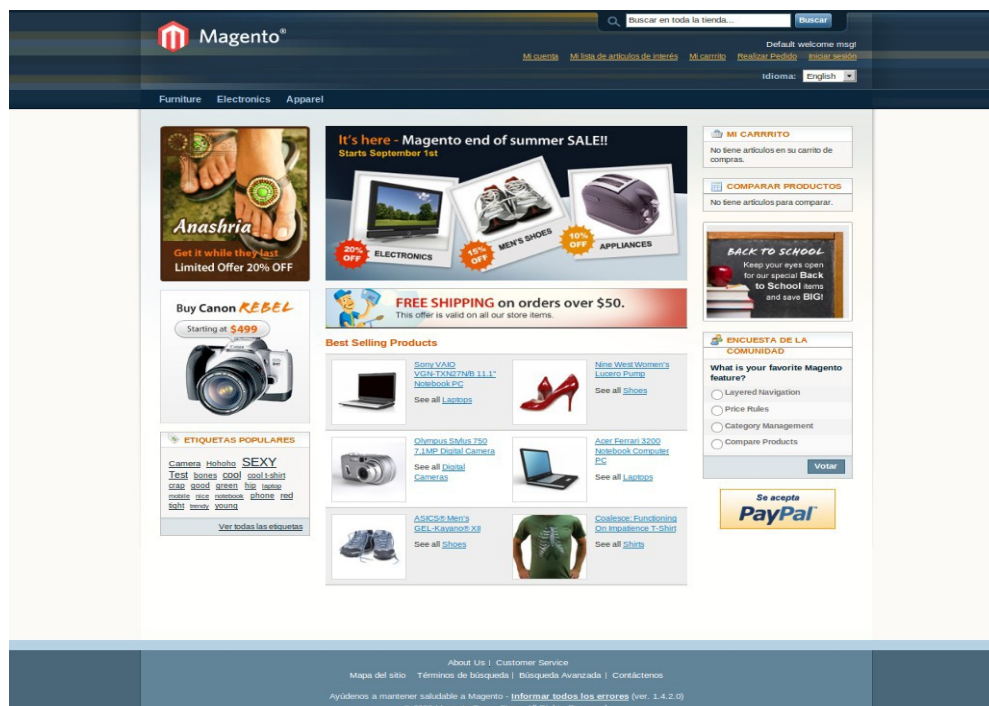 Magento®
Buscar en toda la tienda...
Buscar
Default welcome msg!
Mi cuenta Mi lista de artículos de interés Mi carrrito Realizar Pedido Iniciar sesión
Idioma: English
Furniture Electronics Apparel
Anashria
Get it while they last
Limited Offer 20% OFF
Buy Canon REBEL
Starting at $499
Canon
ETIQUETAS POPULARES
Camera Hohoho SEXY
Test bones cool cool t-shirt
crap good green hip laptop
mobile nice notebook phone red
tight trendy young
Ver todas las etiquetas
It's here - Magento end of summer SALE!!
Starts September 1st
20% OFF
ELECTRONICS
15% OFF
MEN'S SHOES
10% OFF
APPLIANCES
FREE SHIPPING on orders over $50.
This offer is valid on all our store items.
Best Selling Products
Sony VAIO
VGN-TXN27N/B 11.1"
Notebook PC
See all Laptops
Nine West Women's
Lucero Pump
See all Shoes
Olympus Stylus 750
7.1MP Digital Camera
See all Digital
Cameras
Acer Ferrari 3200
Notebook Computer
PC
See all Laptops
ASICS® Men's
GEL-Kayano® XII
See all Shoes
Coalesce: Functioning
On Impatience T-Shirt
See all Shirts
MI CARRRITO
No tiene artículos en su carrito de
compras.
COMPARAR PRODUCTOS
No tiene artículos para comparar.
BACK TO SCHOOL
Keep your eyes open
for our special Back
to School items
and save BIG!
ENCUESTA DE LA
COMUNIDAD
What is your favorite Magento
feature?
Layered Navigation
Price Rules
Category Management
Compare Products
Votar
Se acepta
PayPal
About Us | Customer Service
Mapa del sitio Términos de búsqueda | Búsqueda Avanzada | Contáctenos
Ayúdenos a mantener saludable a Magento - Informar todos los errores (ver. 1.4.2.0)